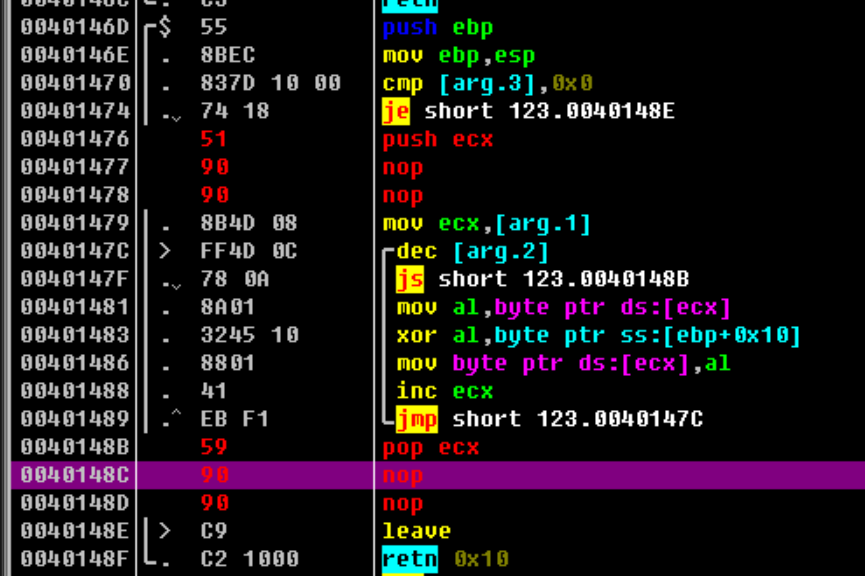 0040146D $ 55 push ebp
0040146E . 8BEC mov ebp,esp
00401470 . 837D 10 00 cmp [arg.3],0x0
00401474 . 74 18 je short 123.0040148E
00401476 51 push ecx
00401477 90 nop
00401478 90 nop
00401479 . 8B4D 08 mov ecx,[arg.1]
0040147C > FF4D 0C dec [arg.2]
0040147F . 78 0A js short 123.0040148B
00401481 . 8A01 mov al,byte ptr ds:[ecx]
00401483 . 3245 10 xor al,byte ptr ss:[ebp+0x10]
00401486 . 8801 mov byte ptr ds:[ecx],al
00401488 . 41 inc ecx
00401489 .^ EB F1 jmp short 123.0040147C
0040148B 59 pop ecx
0040148C 90 nop
0040148D 90 nop
0040148E > C9 leave
0040148F . C2 1000 retn 0x10